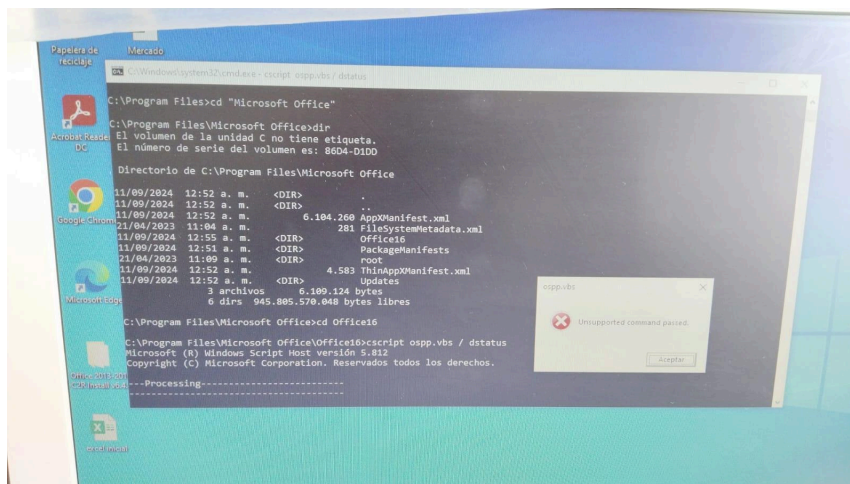 Papelera de
reciclaje
Mercado
C:\Windows\system32\cmd.exe - cscript ospp.vbs / dstatus
C:\Program Files>cd "Microsoft Office"
C:\Program Files\Microsoft Office>dir
El volumen de la unidad C no tiene etiqueta.
El número de serie del volumen es: 86D4-D1DD
Directorio de C:\Program Files\Microsoft Office
11/09/2024 12:52 a. m. <DIR> .
11/09/2024 12:52 a. m. <DIR> ..
11/09/2024 12:52 a. m. 6.104.260 AppXManifest.xml
21/04/2023 11:04 a. m. 281 FileSystemMetadata.xml
11/09/2024 12:55 a. m. <DIR> Office16
11/09/2024 12:51 a. m. <DIR> PackageManifests
21/04/2023 11:09 a. m. <DIR> root
11/09/2024 12:52 a. m. 4.583 ThinAppXManifest.xml
11/09/2024 12:52 a. m. <DIR> Updates
3 archivos 6.109.124 bytes
6 dirs 945.805.570.048 bytes libres
C:\Program Files\Microsoft Office>cd Office16
C:\Program Files\Microsoft Office\Office16>cscript ospp.vbs / dstatus
Microsoft (R) Windows Script Host versión 5.812
Copyright (C) Microsoft Corporation. Reservados todos los derechos.
---Processing--------------------------
---------------------------------------
ospp.vbs
Unsupported command passed.
Aceptar
Acrobat Reader
DC
Google Chrome
Microsoft Edge
Office 2013-20
C2R Install v6.4